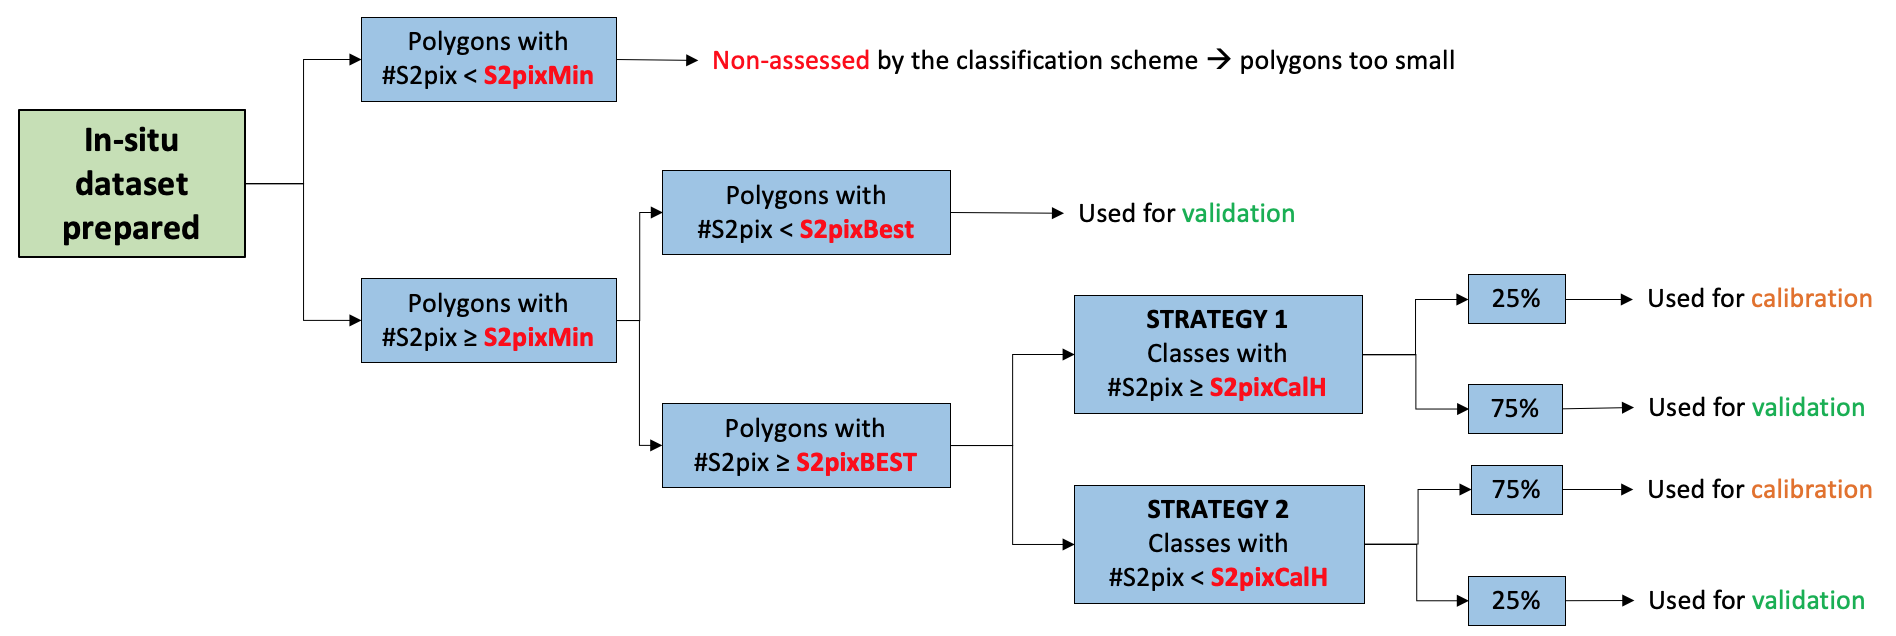 Polygons with
#S2pix < S2pixMin
Non-assessed by the classification scheme → polygons too small
In-situ
dataset
prepared
Polygons with
#S2pix < S2pixBest
Used for validation
Polygons with
#S2pix ≥ S2pixMin
Polygons with
#S2pix ≥ S2pixBEST
STRATEGY 1
Classes with
#S2pix ≥ S2pixCalH
25%
Used for calibration
75%
Used for validation
STRATEGY 2
Classes with
#S2pix < S2pixCalH
75%
Used for calibration
25%
Used for validation